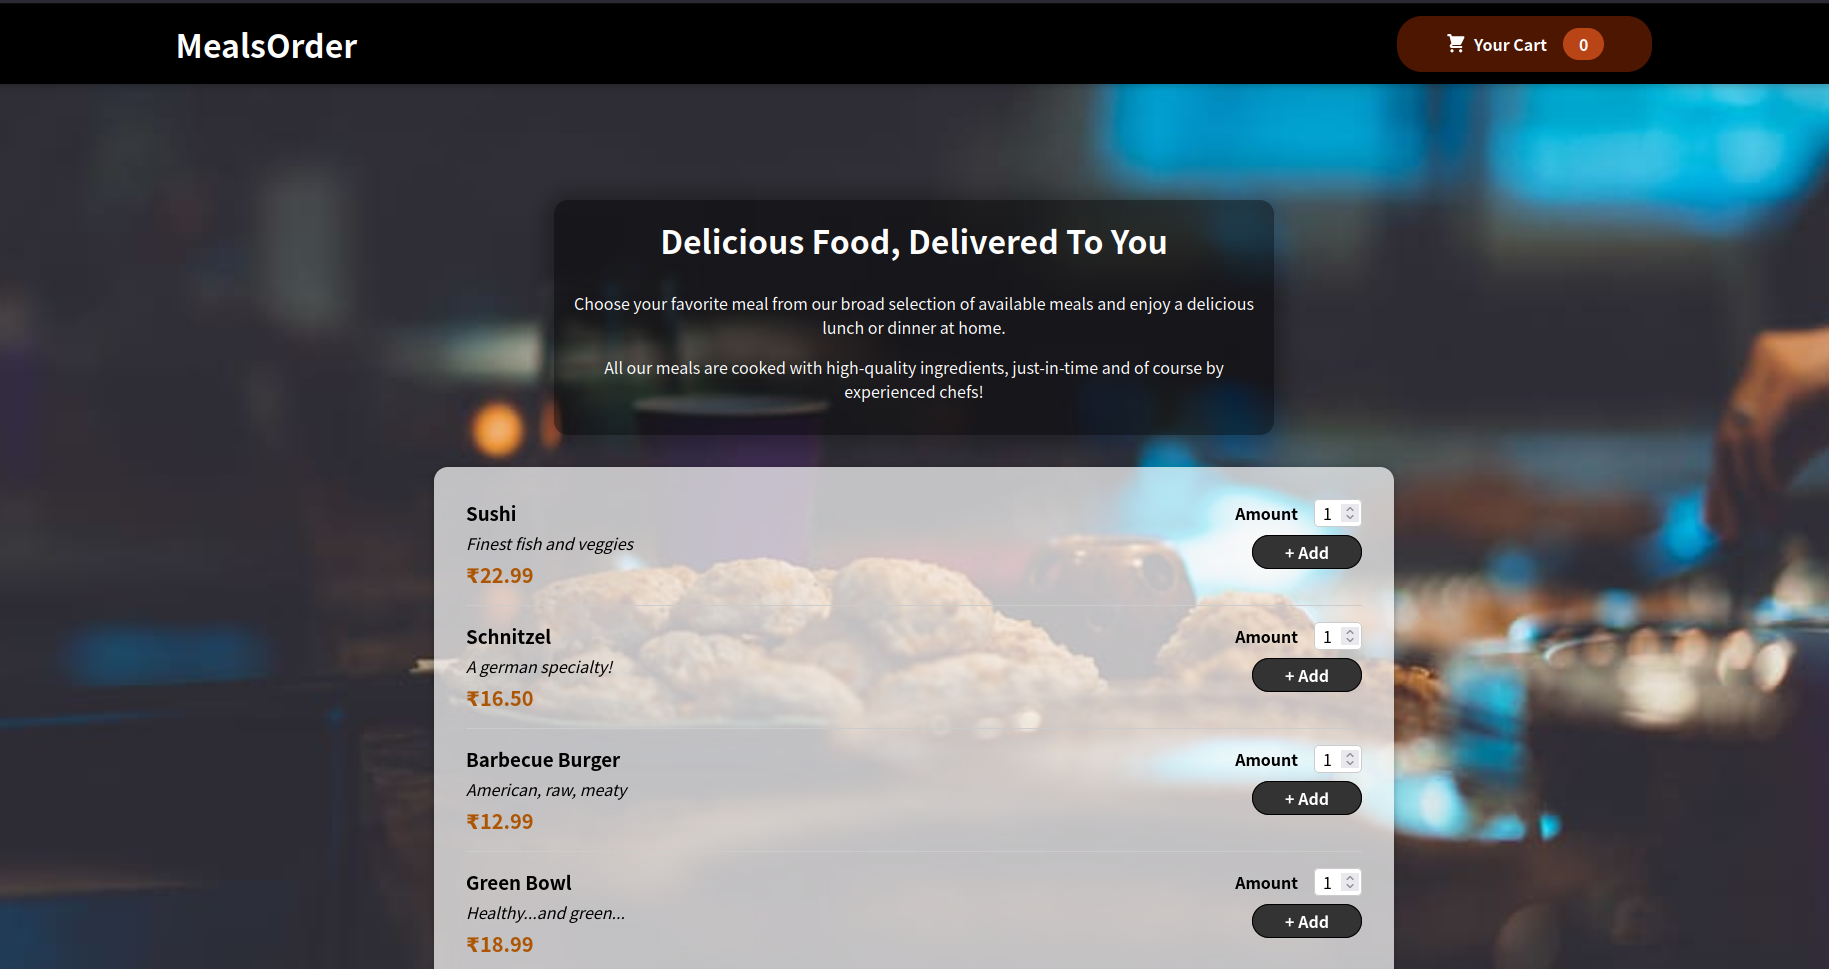 MealsOrder
Your Cart 0
Delicious Food, Delivered To You
Choose your favorite meal from our broad selection of available meals and enjoy a delicious
lunch or dinner at home.
All our meals are cooked with high-quality ingredients, just-in-time and of course by
experienced chefs!
Sushi
Finest fish and veggies
₹22.99
Amount 1
+ Add
Schnitzel
A german specialty!
₹16.50
Amount 1
+ Add
Barbecue Burger
American, raw, meaty
₹12.99
Amount 1
+ Add
Green Bowl
Healthy...and green...
₹18.99
Amount 1
+ Add